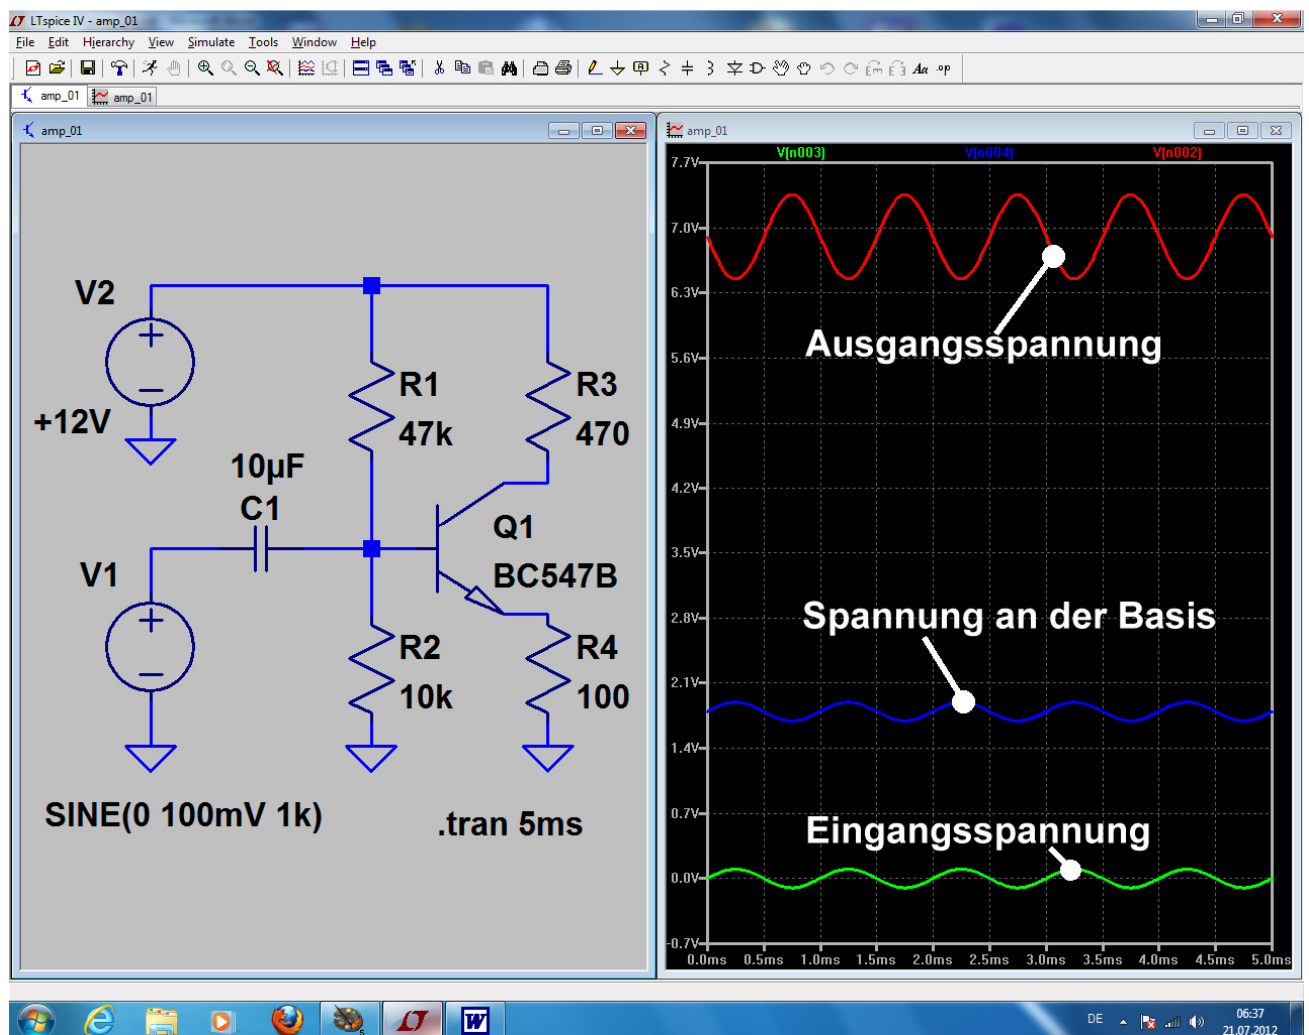 LTspice IV - amp_01
File Edit Hierarchy View Simulate Tools Window Help
amp_01 amp_01
amp_01
V2
+12V
R1
47k
R3
470
10µF
C1
Q1
BC547B
V1
R2
10k
R4
100
SINE(0 100mV 1k)
.tran 5ms
amp_01
V(n003) V(n004) V(n002)
7.7V
7.0V
6.3V
Ausgangsspannung
5.6V
4.9V
4.2V
3.5V
2.8V
Spannung an der Basis
2.1V
1.4V
0.7V
Eingangsspannung
0.0V
-0.7V
0.0ms 0.5ms 1.0ms 1.5ms 2.0ms 2.5ms 3.0ms 3.5ms 4.0ms 4.5ms 5.0ms
DE
06:37
21.07.2012